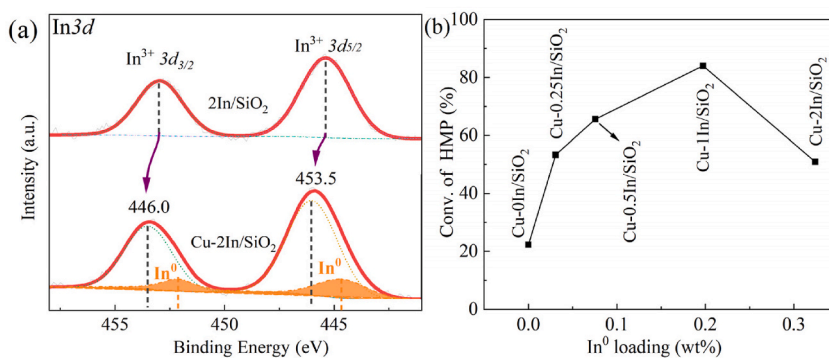 (a)
In3d
In³⁺ 3d₃/₂
In³⁺ 3d₅/₂
2In/SiO₂
446.0
453.5
Cu-2In/SiO₂
In⁰
In⁰
Intensity (a.u.)
455
450
445
Binding Energy (eV)
(b)
100
80
60
40
20
0
Conv. of HMP (%)
Cu-0In/SiO₂
Cu-0.25In/SiO₂
Cu-0.5In/SiO₂
Cu-1In/SiO₂
Cu-2In/SiO₂
0.0
0.1
0.2
0.3
In⁰ loading (wt%)